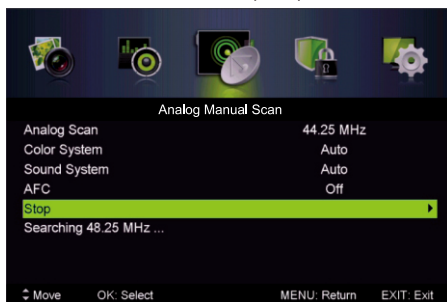 Analog Manual Scan
Analog Scan 44.25 MHz
Color System Auto
Sound System Auto
AFC Off
Stop
Searching 48.25 MHz ...
Move OK: Select MENU: Return EXIT: Exit